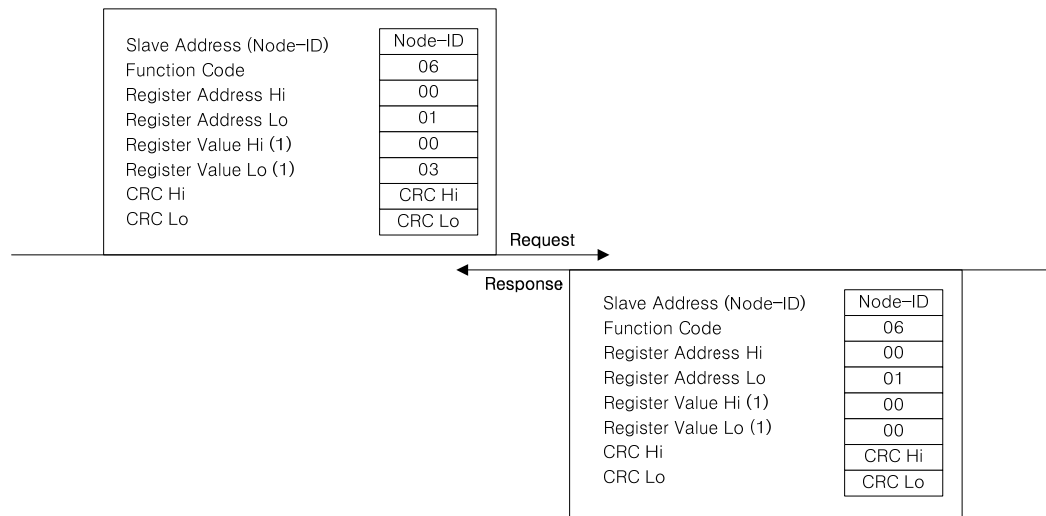 Slave Address (Node-ID) Node-ID
Function Code 06
Register Address Hi 00
Register Address Lo 01
Register Value Hi (1) 00
Register Value Lo (1) 03
CRC Hi CRC Hi
CRC Lo CRC Lo
Request
Response
Slave Address (Node-ID) Node-ID
Function Code 06
Register Address Hi 00
Register Address Lo 01
Register Value Hi (1) 00
Register Value Lo (1) 00
CRC Hi CRC Hi
CRC Lo CRC Lo